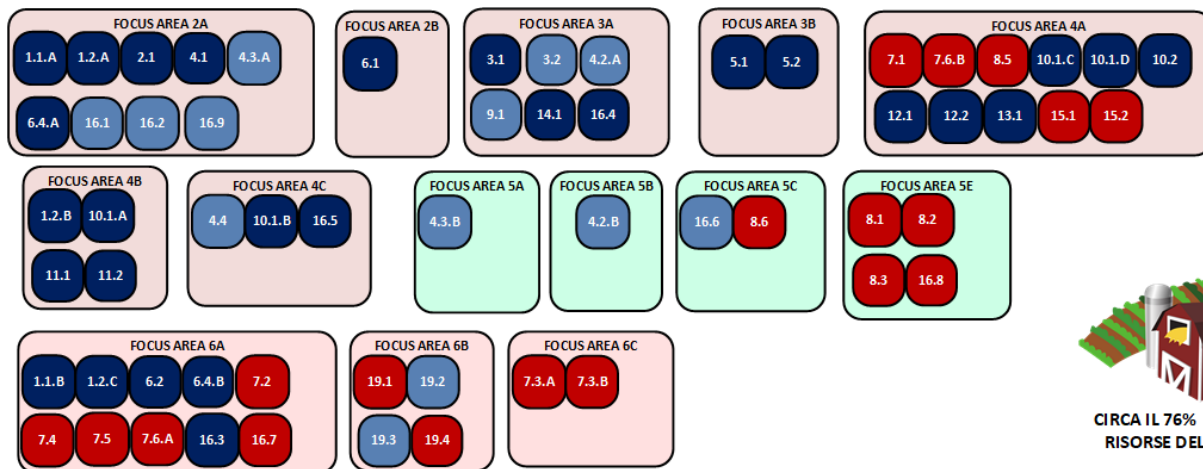 FOCUS AREA 2A
1.1.A 1.2.A 2.1 4.1 4.3.A
6.4.A 16.1 16.2 16.9
FOCUS AREA 2B
6.1
FOCUS AREA 3A
3.1 3.2 4.2.A
9.1 14.1 16.4
FOCUS AREA 3B
5.1 5.2
FOCUS AREA 4A
7.1 7.6.B 8.5 10.1.C 10.1.D 10.2
12.1 12.2 13.1 15.1 15.2
FOCUS AREA 4B
1.2.B 10.1.A
11.1 11.2
FOCUS AREA 4C
4.4 10.1.B 16.5
FOCUS AREA 5A
4.3.B
FOCUS AREA 5B
4.2.B
FOCUS AREA 5C
16.6 8.6
FOCUS AREA 5E
8.1 8.2
8.3 16.8
FOCUS AREA 6A
1.1.B 1.2.C 6.2 6.4.B 7.2
7.4 7.5 7.6.A 16.3 16.7
FOCUS AREA 6B
19.1 19.2
19.3 19.4
FOCUS AREA 6C
7.3.A 7.3.B
CIRCA IL 76%
RISORSE DEL